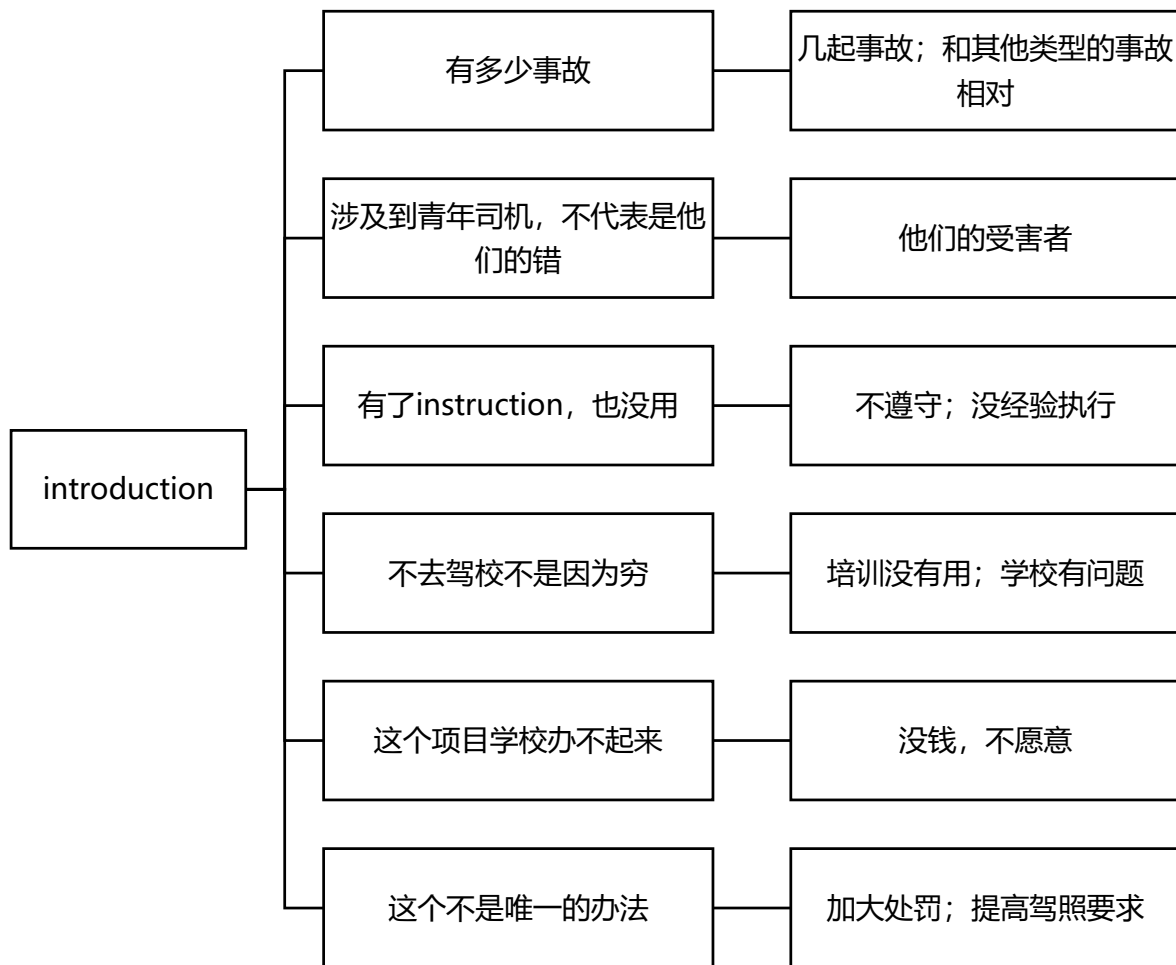 introduction
有多少事故
几起事故；和其他类型的事故
相对
涉及到青年司机，不代表是他
们的错
他们的受害者
有了instruction，也没用
不遵守；没经验执行
不去驾校不是因为穷
培训没有用；学校有问题
这个项目学校办不起来
没钱，不愿意
这个不是唯一的办法
加大处罚；提高驾照要求